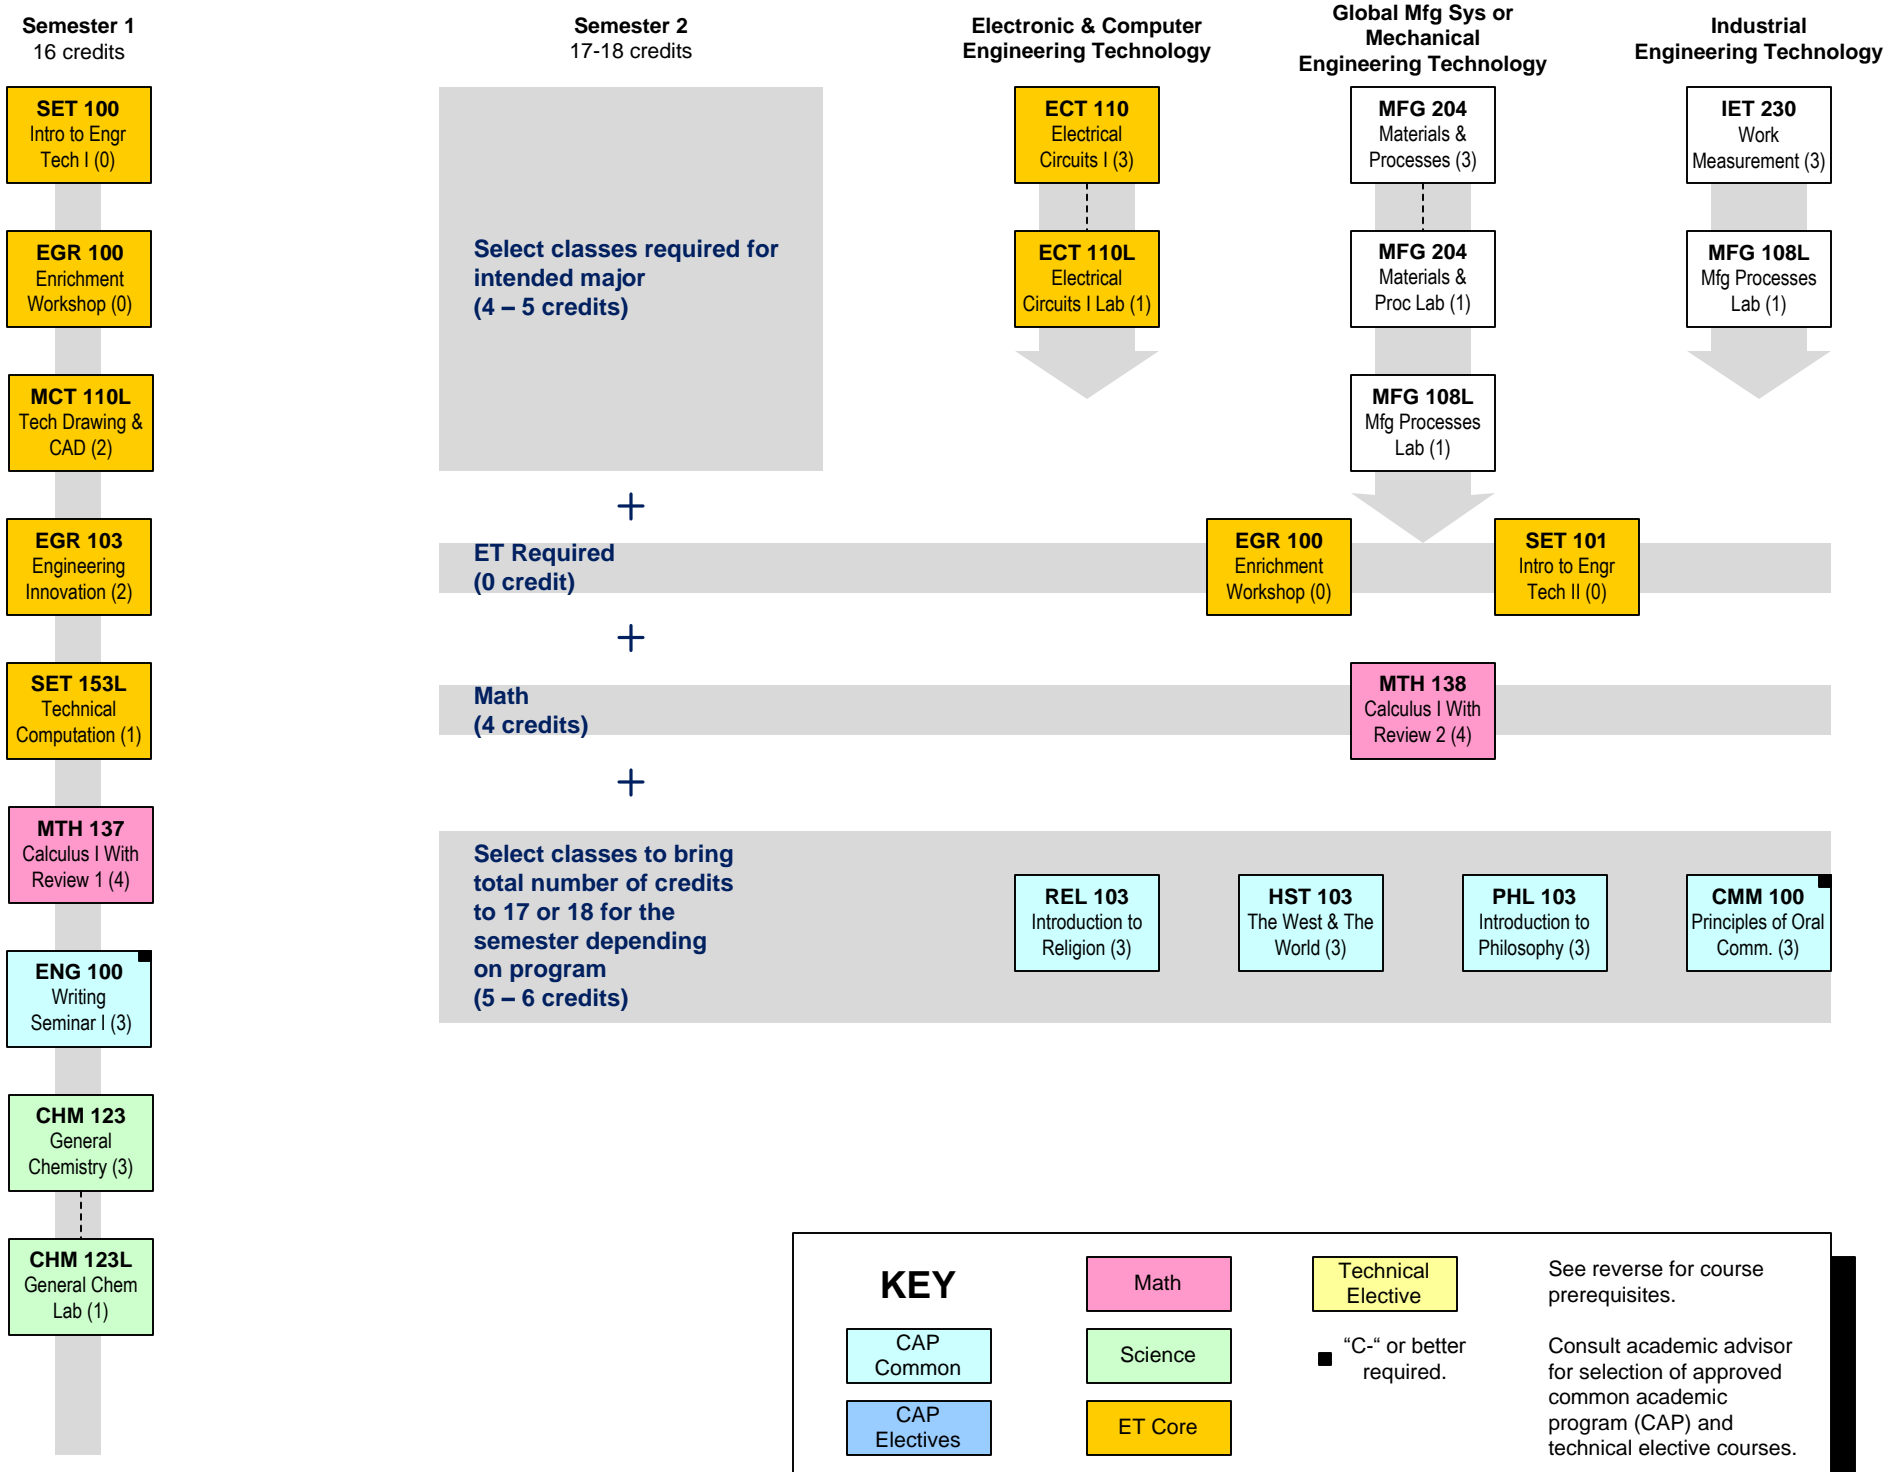 Semester 1
16 credits
SET 100
Intro to Engr
Tech I (0)
EGR 100
Enrichment
Workshop (0)
MCT 110L
Tech Drawing &
CAD (2)
EGR 103
Engineering
Innovation (2)
SET 153L
Technical
Computation (1)
MTH 137
Calculus I With
Review 1 (4)
ENG 100
Writing
Seminar I (3)
CHM 123
General
Chemistry (3)
CHM 123L
General Chem
Lab (1)
Semester 2
17-18 credits
Select classes required for
intended major
(4 – 5 credits)
+
ET Required
(0 credit)
+
Math
(4 credits)
+
Select classes to bring
total number of credits
to 17 or 18 for the
semester depending
on program
(5 – 6 credits)
Electronic & Computer
Engineering Technology
ECT 110
Electrical
Circuits I (3)
ECT 110L
Electrical
Circuits I Lab (1)
Global Mfg Sys or
Mechanical
Engineering Technology
MFG 204
Materials &
Processes (3)
MFG 204
Materials &
Proc Lab (1)
MFG 108L
Mfg Processes
Lab (1)
Industrial
Engineering Technology
IET 230
Work
Measurement (3)
MFG 108L
Mfg Processes
Lab (1)
EGR 100
Enrichment
Workshop (0)
SET 101
Intro to Engr
Tech II (0)
MTH 138
Calculus I With
Review 2 (4)
REL 103
Introduction to
Religion (3)
HST 103
The West & The
World (3)
PHL 103
Introduction to
Philosophy (3)
CMM 100
Principles of Oral
Comm. (3)
KEY
CAP
Common
CAP
Electives
Math
Science
ET Core
Technical
Elective
“C-“ or better
required.
See reverse for course
prerequisites.
Consult academic advisor
for selection of approved
common academic
program (CAP) and
technical elective courses.